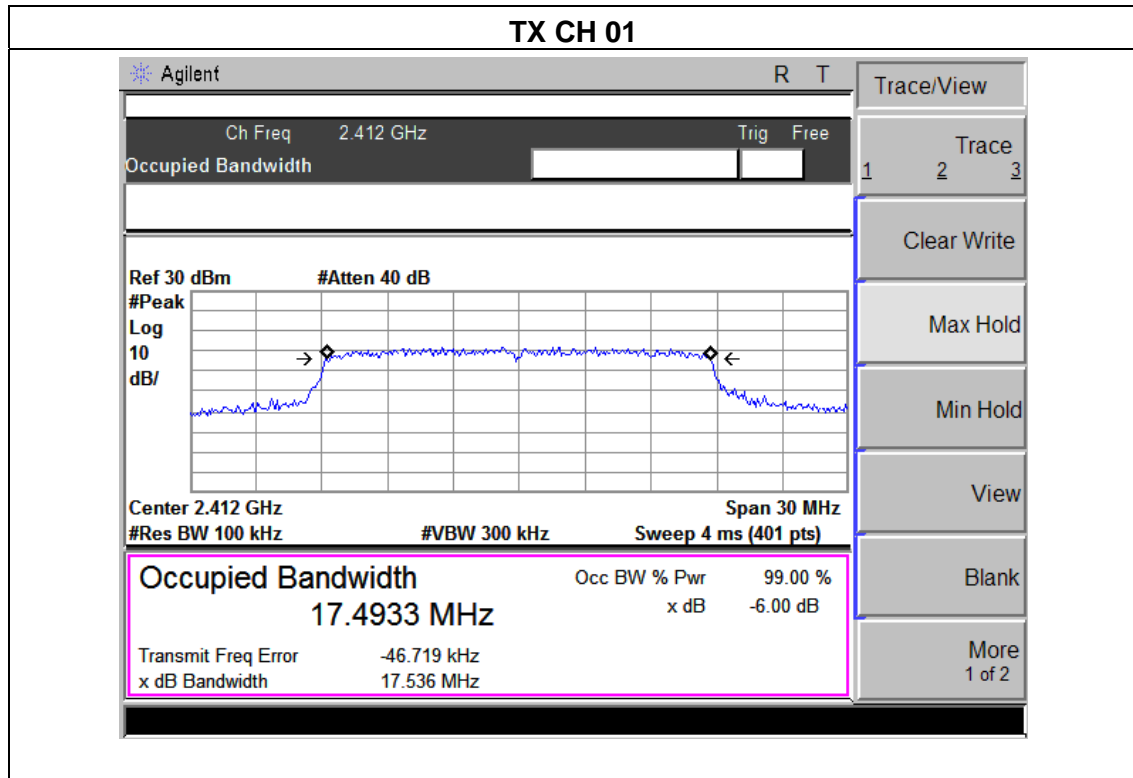 TX CH 01
Agilent R T
Trace/View
Ch Freq 2.412 GHz Trig Free
Occupied Bandwidth
Trace
1 2 3
Clear Write
Max Hold
Min Hold
View
Blank
More
1 of 2
Ref 30 dBm #Atten 40 dB
#Peak
Log
10
dB/
Center 2.412 GHz Span 30 MHz
#Res BW 100 kHz #VBW 300 kHz Sweep 4 ms (401 pts)
Occupied Bandwidth Occ BW % Pwr 99.00 %
17.4933 MHz x dB -6.00 dB
Transmit Freq Error -46.719 kHz
x dB Bandwidth 17.536 MHz